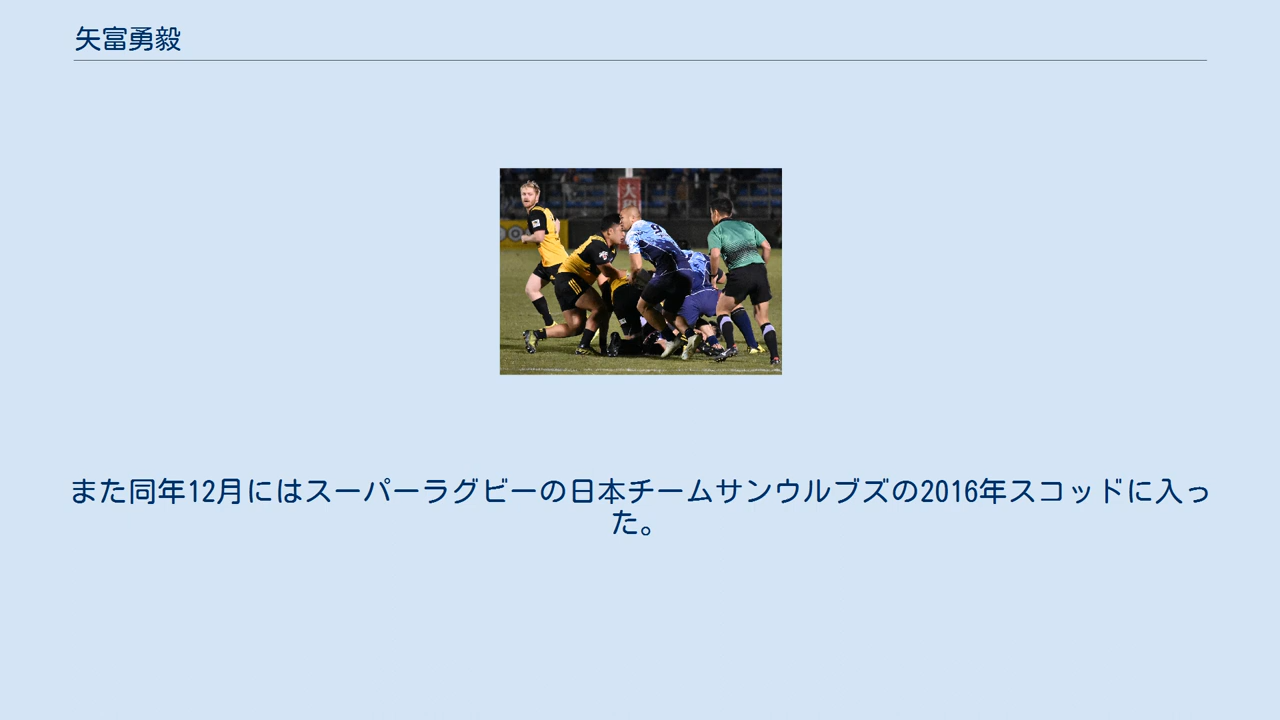 矢富勇毅
大
9
また同年12月にはスーパーラグビーの日本チームサンウルブズの2016年スコッドに入っ
た。